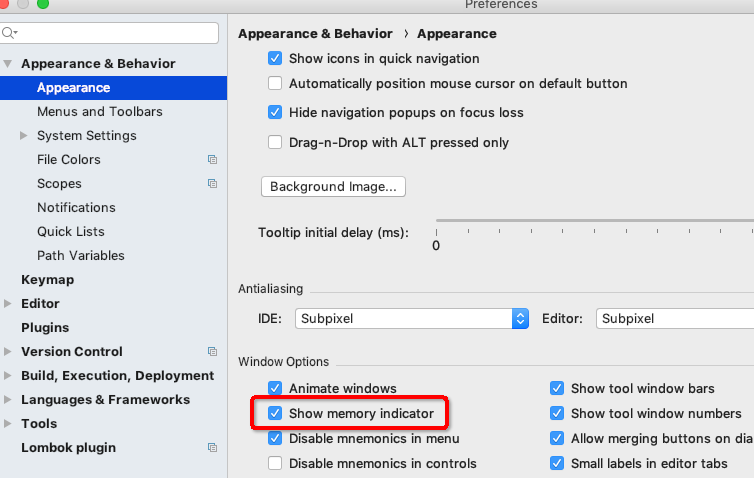 Preferences
Appearance & Behavior › Appearance
Appearance & Behavior
Appearance
Menus and Toolbars
System Settings
File Colors
Scopes
Notifications
Quick Lists
Path Variables
Keymap
Editor
Plugins
Version Control
Build, Execution, Deployment
Languages & Frameworks
Tools
Lombok plugin
Show icons in quick navigation
Automatically position mouse cursor on default button
Hide navigation popups on focus loss
Drag-n-Drop with ALT pressed only
Background Image...
Tooltip initial delay (ms):
0
Antialiasing
IDE: Subpixel Editor: Subpixel
Window Options
Animate windows
Show memory indicator
Disable mnemonics in menu
Disable mnemonics in controls
Show tool window bars
Show tool window numbers
Allow merging buttons on dia
Small labels in editor tabs